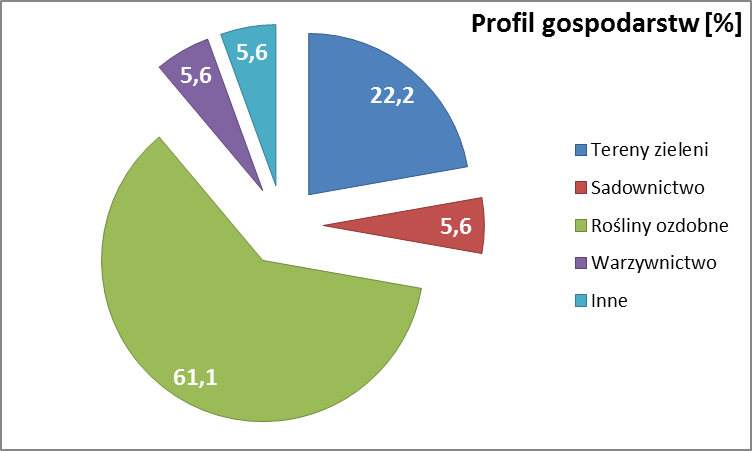 Profil gospodarstw [%]
5,6
5,6
22,2
5,6
61,1
Tereny zieleni
Sadownictwo
Rośliny ozdobne
Warzywnictwo
Inne